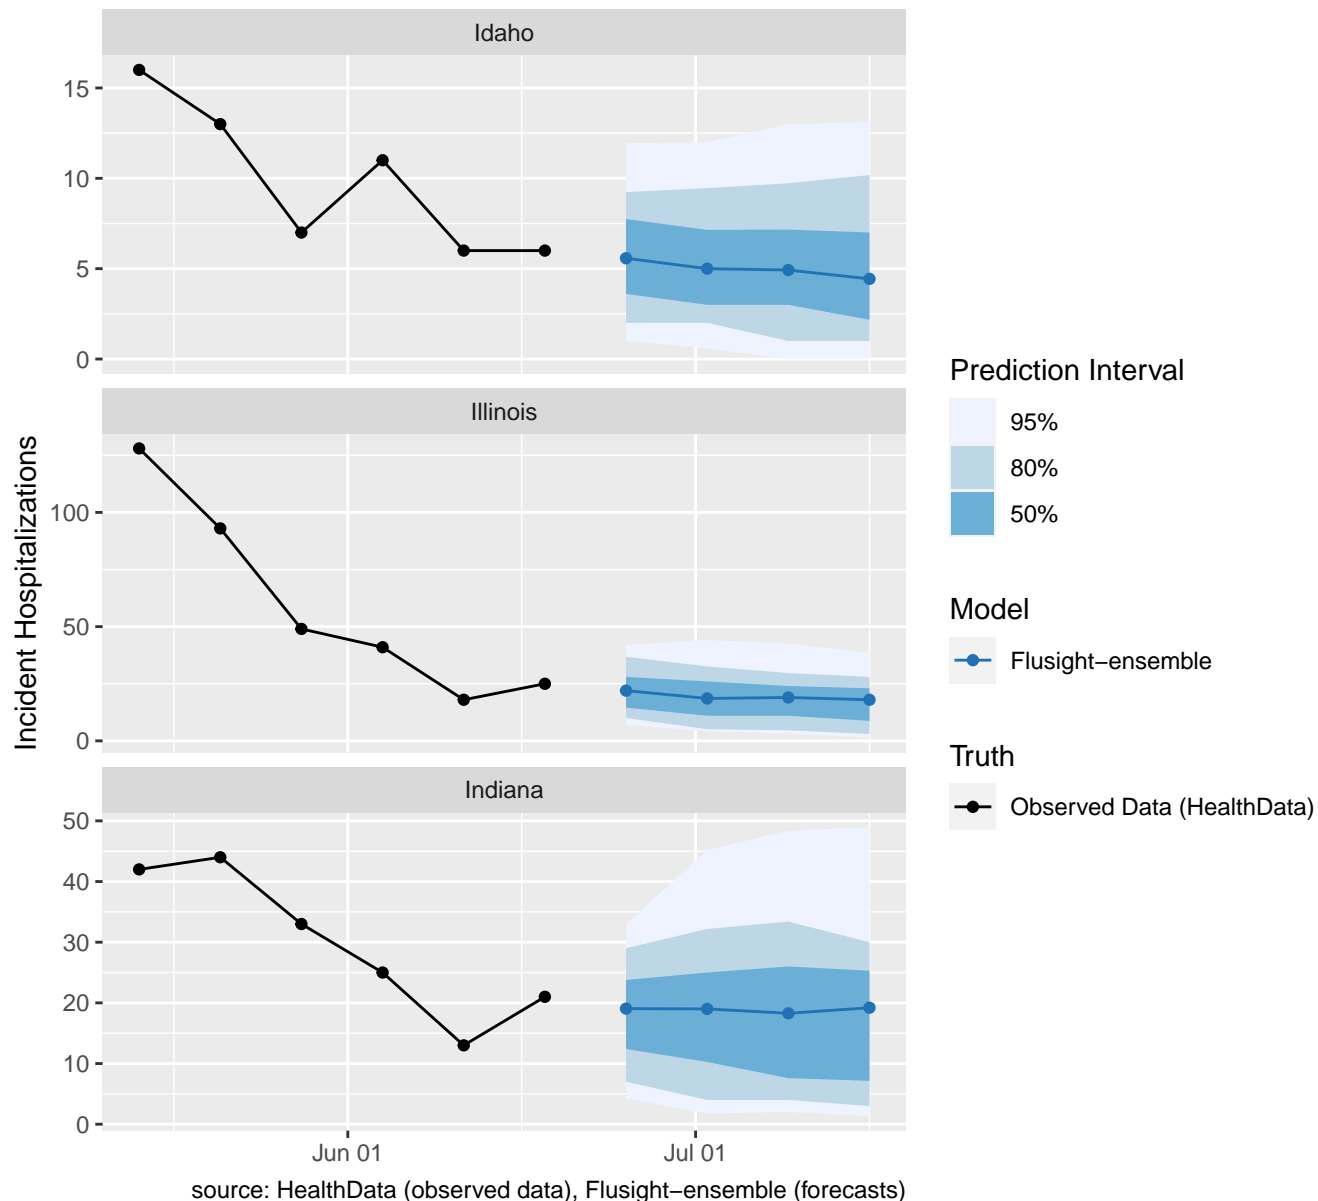 Idaho
15
10
5
0
Illinois
100
50
0
Indiana
50
40
30
20
10
0
Jun 01
Jul 01
Incident Hospitalizations
source: HealthData (observed data), Flusight−ensemble (forecasts)
Prediction Interval
95%
80%
50%
Model
Flusight−ensemble
Truth
Observed Data (HealthData)